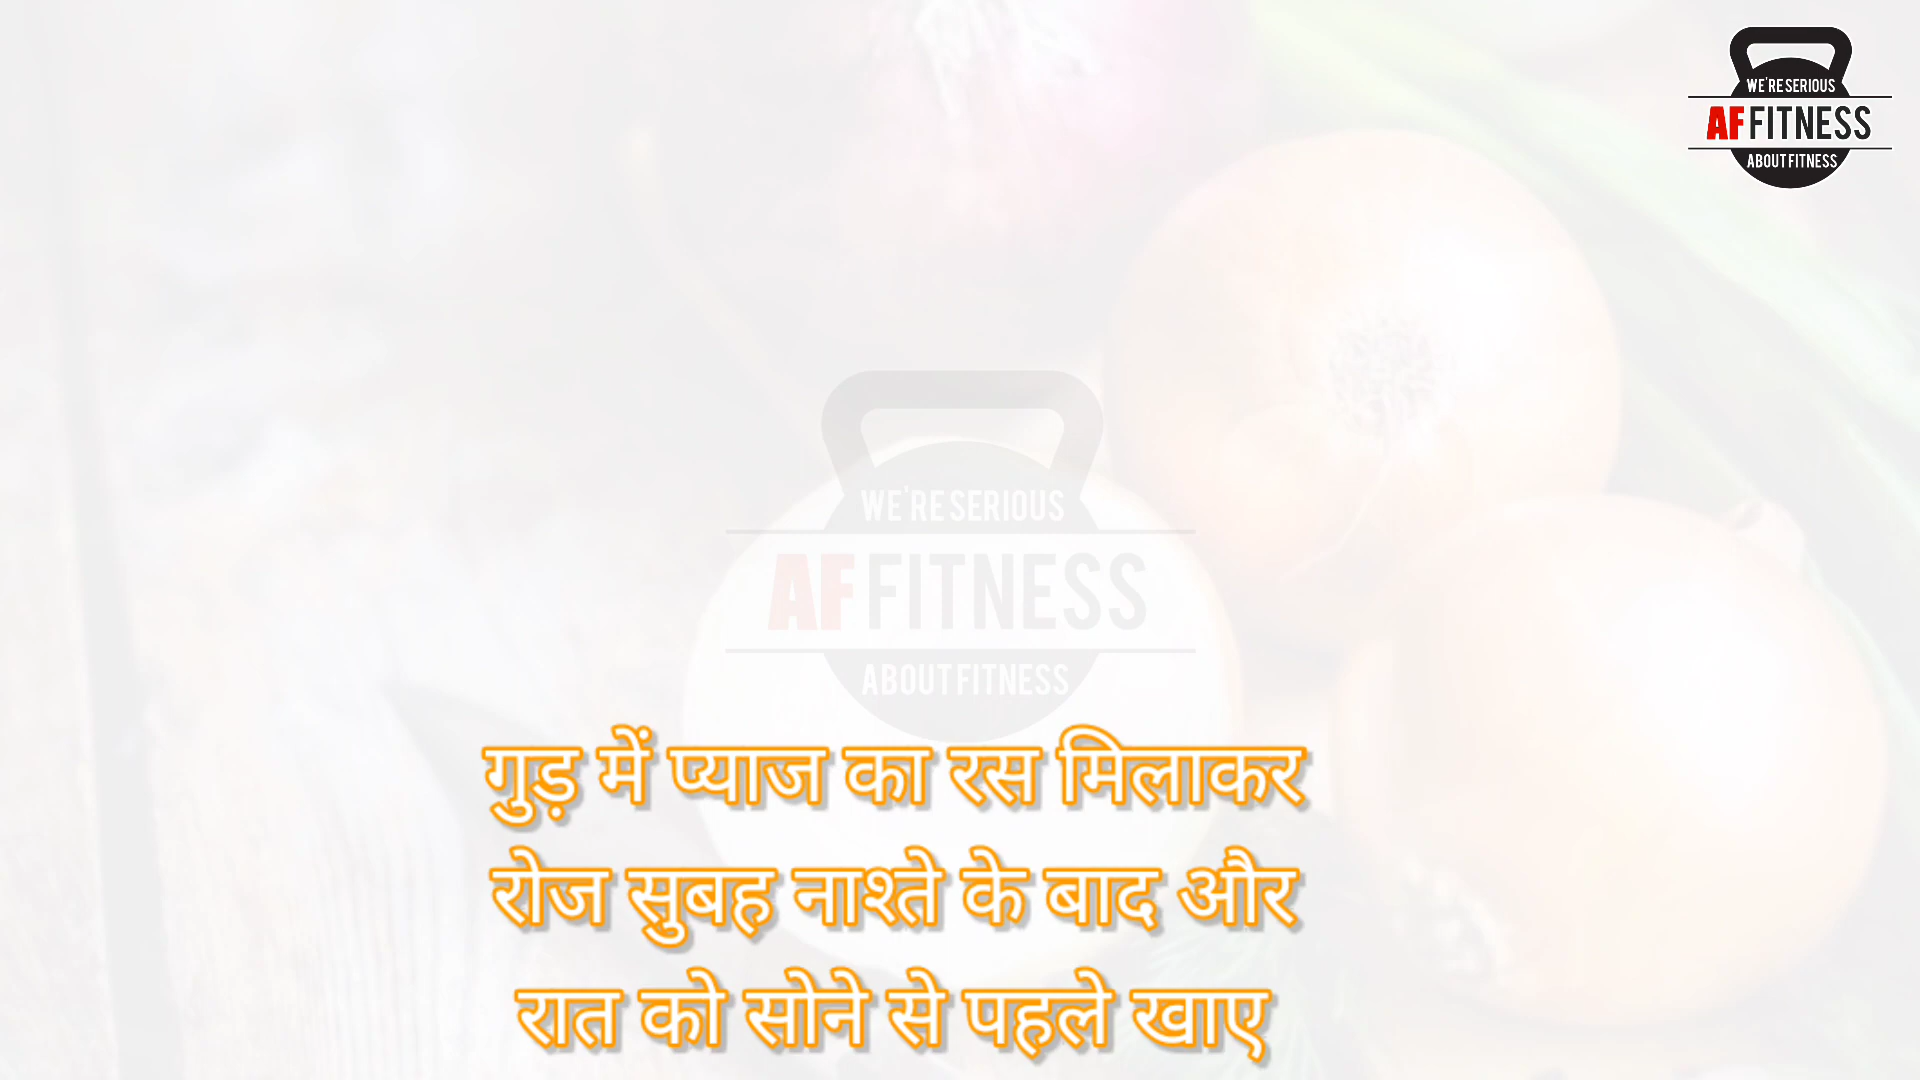 WE'RE SERIOUS
AF FITNESS
ABOUT FITNESS
WE'RE SERIOUS
AF FITNESS
ABOUT FITNESS
गुड़ में प्याज का रस मिलाकर
रोज सुबह नाश्ते के बाद और
रात को सोने से पहले खाए